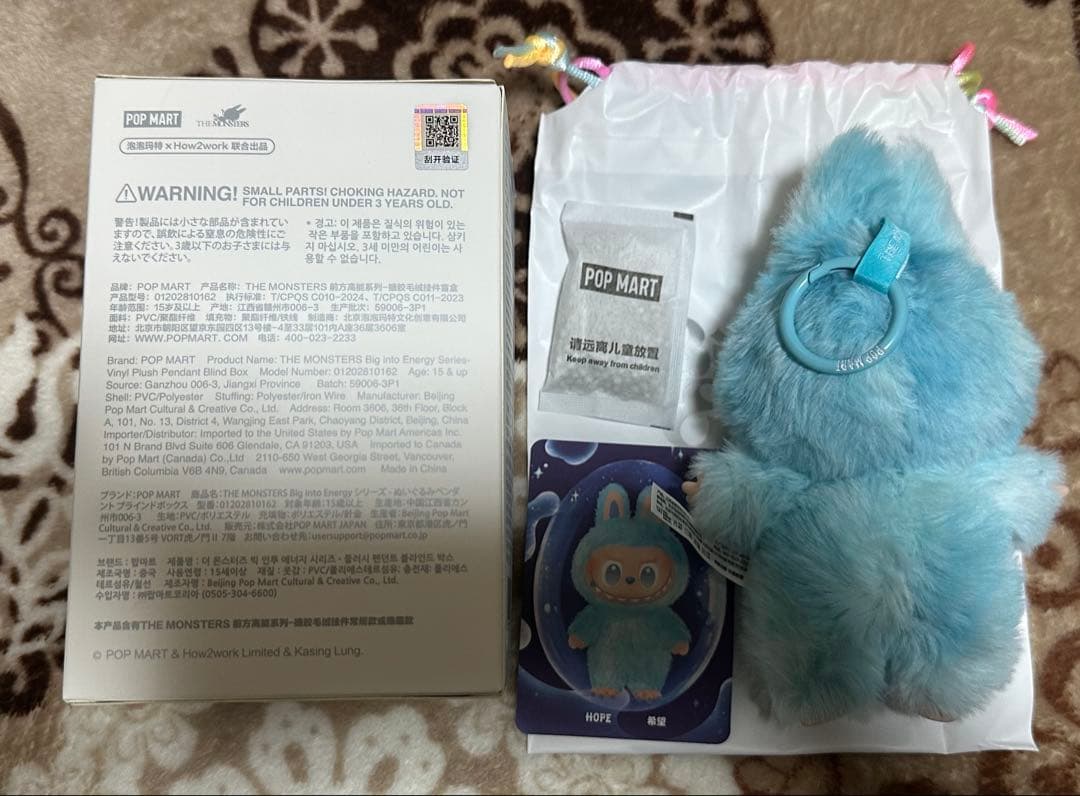 POP MART
THE MONSTERS
泡泡玛特 x How2work 联合出品
刮开验证
WARNING! SMALL PARTS! CHOKING HAZARD. NOT
FOR CHILDREN UNDER 3 YEARS OLD.
警告!製品には小さな部品が含まれてい
ますので、誤飲による窒息の危険性にご
注意ください。3歳以下のお子さまには与
えないでください。
* 경고: 이 제품은 질식의 위험이 있는
작은 부품을 포함하고 있습니다. 삼키
지 마십시오. 3세 미만의 어린이는 사
용할 수 없습니다.
品牌: POP MART 产品名称: THE MONSTERS 前方高能系列-搪胶毛绒挂件盲盒
产品型号: 01202810162 执行标准: T/CPQS C010-2024、T/CPQS C011-2023
年龄范围: 15岁及以上 产地: 江西省赣州市006-3 生产批次: 59006-3P1
面料: PVC/聚酯纤维 填充物: 聚酯纤维/铁线 制造商: 北京泡泡玛特文化创意有限公司
地址: 北京市朝阳区望京东园四区13号楼-4至33层101内A座36层3606室
网址: WWW.POPMART.COM 电话: 400-023-2233
Brand: POP MART Product Name: THE MONSTERS Big into Energy Series-
Vinyl Plush Pendant Blind Box Model Number: 01202810162 Age: 15 & up
Source: Ganzhou 006-3, Jiangxi Province Batch: 59006-3P1
Shell: PVC/Polyester Stuffing: Polyester/iron Wire Manufacturer: Beijing
Pop Mart Cultural & Creative Co., Ltd. Address: Room 3606, 36th Floor, Block
A, 101, No. 13, District 4, Wangjing East Park, Chaoyang District, Beijing, China
Importer/Distributor: Imported to the United States by Pop Mart Americas Inc.
101 N Brand Blvd Suite 606 Glendale, CA 91203, USA Imported to Canada
by Pop Mart (Canada) Co., Ltd 2110-650 West Georgia Street, Vancouver,
British Columbia V6B 4N9, Canada www.popmart.com Made in China
ブランド: POP MART 商品名: THE MONSTERS Big into Energy シリーズ - ぬいぐるみペンダ
ント ブラインドボックス 型番: 01202810162 対象年齢: 15歳以上 生産地: 中国江西省カン
州市006-3 生地: PVC/ポリエステル 充填物: ポリエステル/針金 生産者: Beijing Pop Mart
Cultural & Creative Co., Ltd. 販売元: 株式会社POP MART JAPAN 住所: 東京都港区虎ノ門
一丁目13番5号 VORT虎ノ門 II 7階 お問い合わせ先: usersupport@popmart.co.jp
브랜드: 팝마트 제품명: 더 몬스터즈 빅 인투 에너지 시리즈 - 플러시 펜던트 블라인드 박스
제조국명: 중국 사용연령: 15세이상 재질: 겉감: PVC/폴리에스테르섬유; 충전재: 폴리에스
테르섬유/철선 제조자명: Beijing Pop Mart Cultural & Creative Co., Ltd.
수입자명: ㈜팝마트코리아 (0505-304-6600)
本产品含有THE MONSTERS 前方高能系列-搪胶毛绒挂件常规款或隐藏款
© POP MART & How2work Limited & Kasing Lung.
POP MART
请远离儿童放置
Keep away from children
HOPE 希望
POP MART